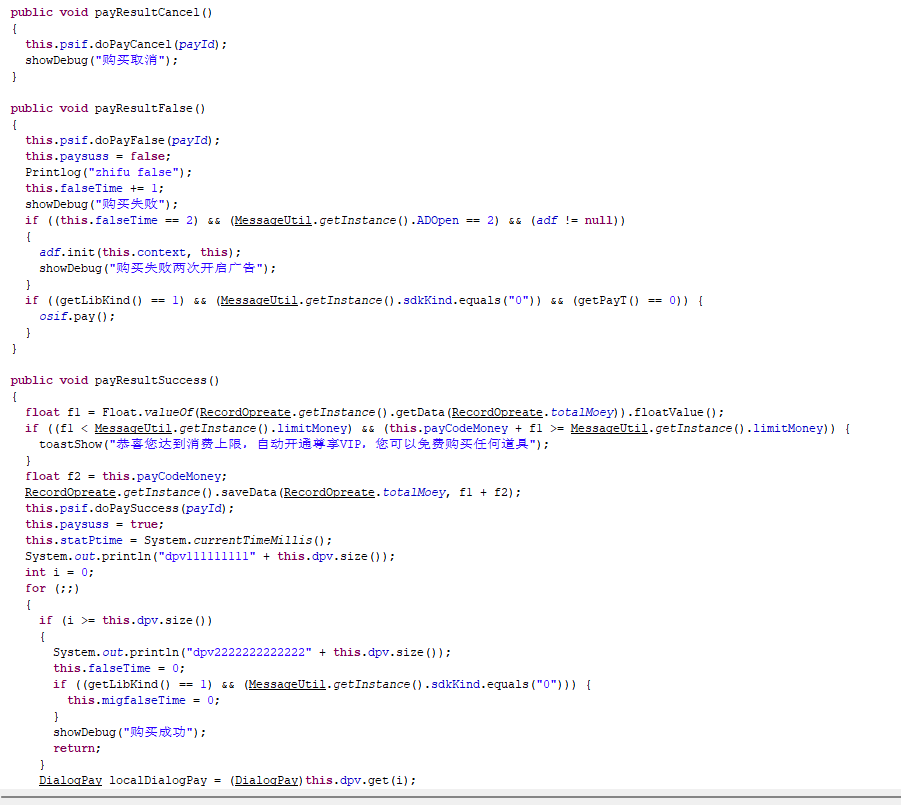 public void payResultCancel()
{
  this.psif.doPayCancel(payId);
  showDebug("购买取消");
}

public void payResultFalse()
{
  this.psif.doPayFalse(payId);
  this.paysuss = false;
  Printlog("zhifu false");
  this.falseTime += 1;
  showDebug("购买失败");
  if ((this.falseTime == 2) && (MessageUtil.getInstance().ADOpen == 2) && (adf != null))
  {
    adf.init(this.context, this);
    showDebug("购买失败两次开启广告");
  }
  if ((getLibKind() == 1) && (MessageUtil.getInstance().sdkKind.equals("0")) && (getPayT() == 0)) {
    osif.pay();
  }
}

public void payResultSuccess()
{
  float f1 = Float.valueOf(RecordOpreate.getInstance().getData(RecordOpreate.totalMoey)).floatValue();
  if ((f1 < MessageUtil.getInstance().limitMoney) && (this.payCodeMoney + f1 >= MessageUtil.getInstance().limitMoney)) {
    toastShow("恭喜您达到消费上限，自动开通尊享VIP，您可以免费购买任何道具");
  }
  float f2 = this.payCodeMoney;
  RecordOpreate.getInstance().saveData(RecordOpreate.totalMoey, f1 + f2);
  this.psif.doPaySuccess(payId);
  this.paysuss = true;
  this.statPtime = System.currentTimeMillis();
  System.out.println("dpv111111111" + this.dpv.size());
  int i = 0;
  for (;;)
  {
    if (i >= this.dpv.size())
    {
      System.out.println("dpv2222222222222" + this.dpv.size());
      this.falseTime = 0;
      if ((getLibKind() == 1) && (MessageUtil.getInstance().sdkKind.equals("0"))) {
        this.migfalseTime = 0;
      }
      showDebug("购买成功");
      return;
    }
    DialogPay localDialogPay = (DialogPay)this.dpv.get(i);